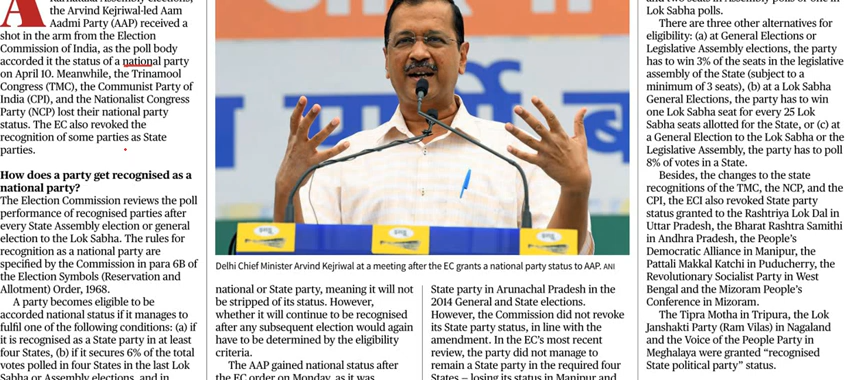 Karnataka Assembly elections,
the Arvind Kejriwal-led Aam
Aadmi Party (AAP) received a
shot in the arm from the Election
Commission of India, as the poll body
accorded it the status of a national party
on April 10. Meanwhile, the Trinamool
Congress (TMC), the Communist Party of
India (CPI), and the Nationalist Congress
Party (NCP) lost their national party
status. The EC also revoked the
recognition of some parties as State
parties.
How does a party get recognised as a
national party?
The Election Commission reviews the poll
performance of recognised parties after
every State Assembly election or general
election to the Lok Sabha. The rules for
recognition as a national party are
specified by the Commission in para 6B of
the Election Symbols (Reservation and
Allotment) Order, 1968.
A party becomes eligible to be
accorded national status if it manages to
fulfil one of the following conditions: (a) if
it is recognised as a State party in at least
four States, (b) if it secures 6% of the total
votes polled in four States in the last Lok
Sabha or Assembly elections, and in
Delhi Chief Minister Arvind Kejriwal at a meeting after the EC grants a national party status to AAP. ANI
national or State party, meaning it will not
be stripped of its status. However,
whether it will continue to be recognised
after any subsequent election would again
have to be determined by the eligibility
criteria.
The AAP gained national status after
the EC order on Monday, as it was
State party in Arunachal Pradesh in the
2014 General and State elections.
However, the Commission did not revoke
its State party status, in line with the
amendment. In the EC's most recent
review, the party did not manage to
remain a State party in the required four
States – losing its status in Manipur and
and two seats in Assembly polls or one in
Lok Sabha polls.
There are three other alternatives for
eligibility: (a) at General Elections or
Legislative Assembly elections, the party
has to win 3% of the seats in the legislative
assembly of the State (subject to a
minimum of 3 seats), (b) at a Lok Sabha
General Elections, the party has to win
one Lok Sabha seat for every 25 Lok
Sabha seats allotted for the State, or (c) at
a General Election to the Lok Sabha or the
Legislative Assembly, the party has to poll
8% of votes in a State.
Besides, the changes to the state
recognitions of the TMC, the NCP, and the
CPI, the ECI also revoked State party
status granted to the Rashtriya Lok Dal in
Uttar Pradesh, the Bharat Rashtra Samithi
in Andhra Pradesh, the People's
Democratic Alliance in Manipur, the
Pattali Makkal Katchi in Puducherry, the
Revolutionary Socialist Party in West
Bengal and the Mizoram People's
Conference in Mizoram.
The Tipra Motha in Tripura, the Lok
Janshakti Party (Ram Vilas) in Nagaland
and the Voice of the People Party in
Meghalaya were granted "recognised
State political party" status.